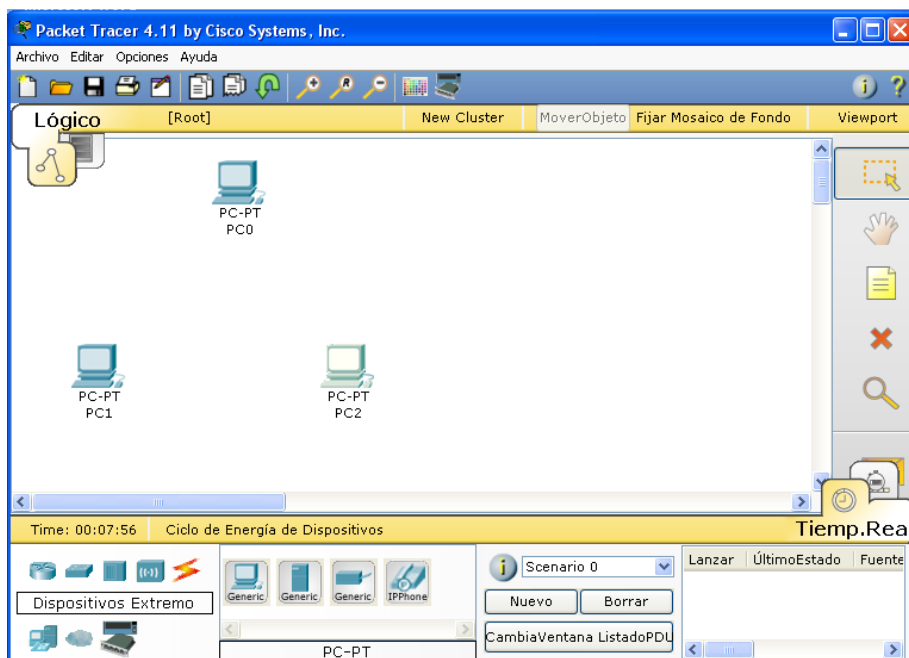 Packet Tracer 4.11 by Cisco Systems, Inc.
Archivo Editar Opciones Ayuda
R
i ?
Lógico [Root] New Cluster MoverObjeto Fijar Mosaico de Fondo Viewport
PC-PT
PC0
PC-PT
PC1
PC-PT
PC2
Time: 00:07:56 Ciclo de Energía de Dispositivos Tiemp.Rea
i Scenario 0 Lanzar ÚltimoEstado Fuente
Generic Generic Generic IPPhone
Dispositivos Extremo Nuevo Borrar
CambiaVentana ListadoPDU
PC-PT